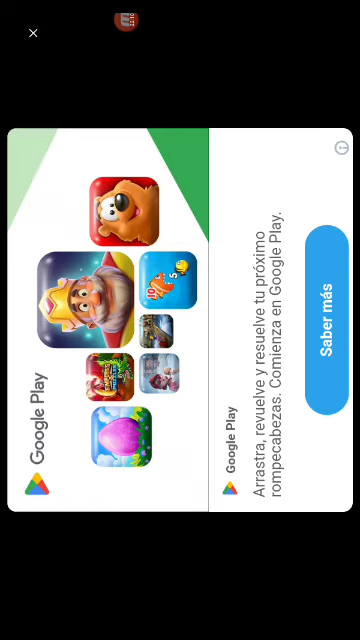 Google Play
Google Play
Arrastra, revuelve y resuelve tu próximo
rompecabezas. Comienza en Google Play.
Saber más